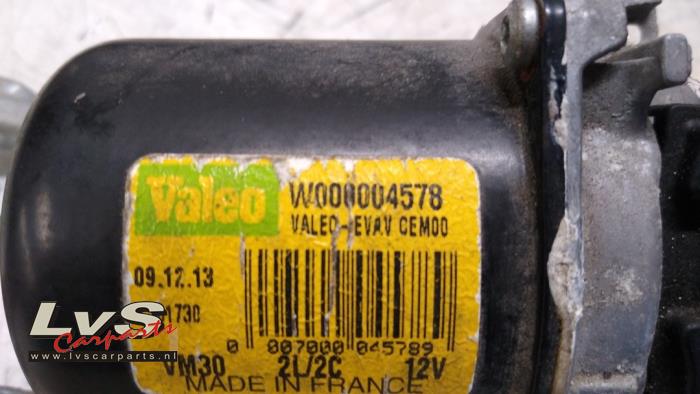 Valeo W000004578
VALEO-EVAV CEM00
09.12.13
1730
0 007000 045789
VM30 2L/2C 12V
MADE IN FRANCE
LvS
Carparts
www.lvscarparts.nl